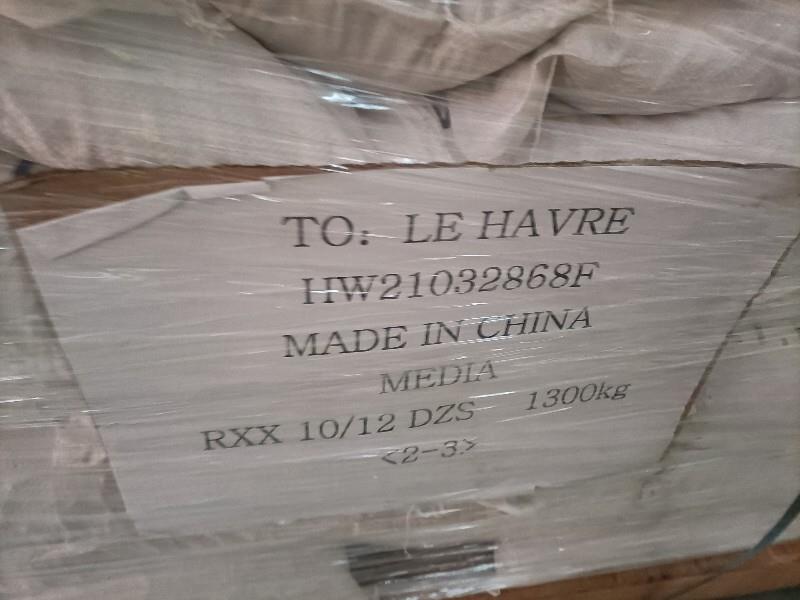 TO: LE HAVRE
HW21032868F
MADE IN CHINA
MEDIA
RXX 10/12 DZS 1300kg
<2-3>